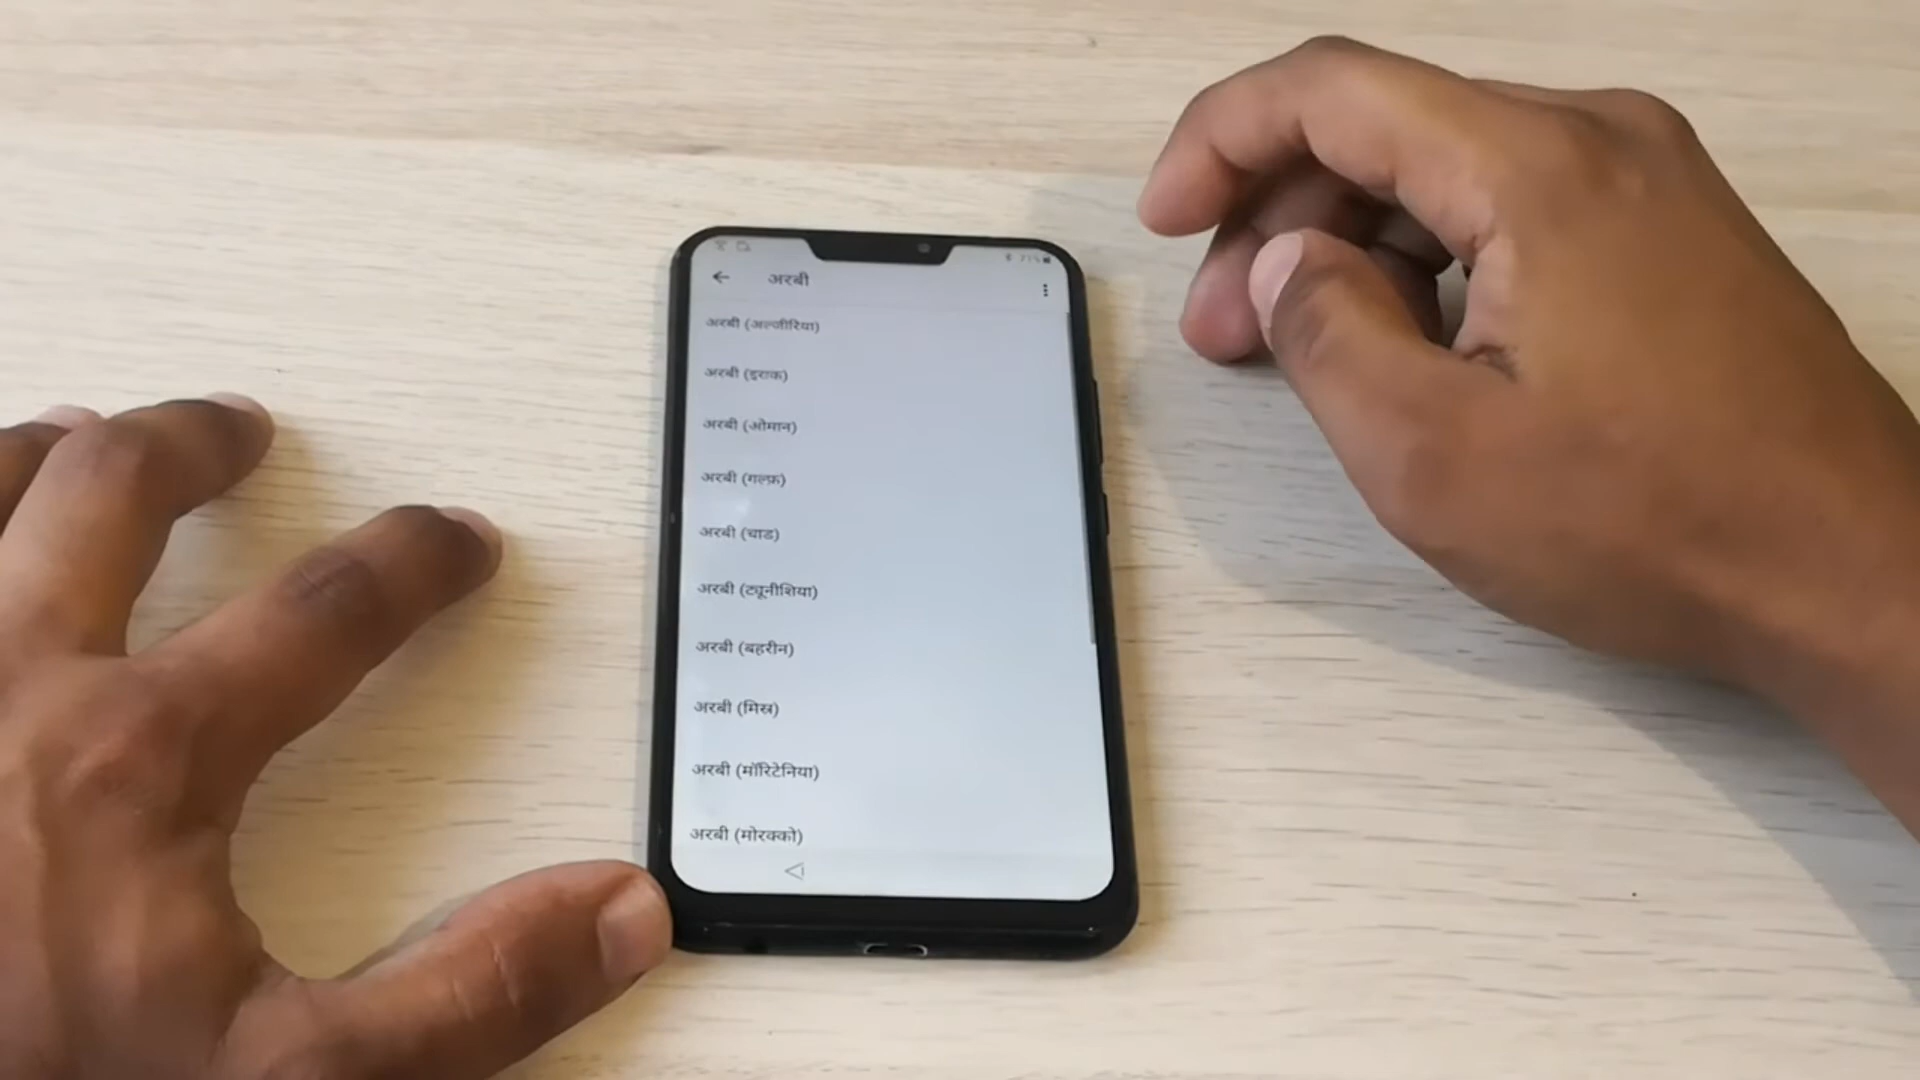 अरबी
अरबी (अल्जीरिया)
अरबी (इराक)
अरबी (ओमान)
अरबी (गल्फ़)
अरबी (चाड)
अरबी (ट्यूनीशिया)
अरबी (बहरीन)
अरबी (मिस्र)
अरबी (मॉरिटेनिया)
अरबी (मोरक्को)